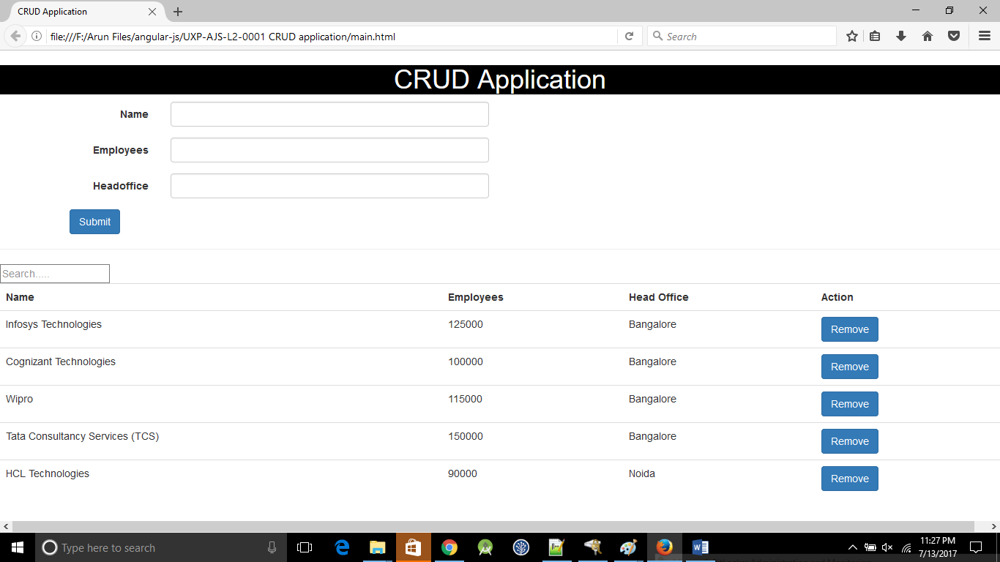 CRUD Application
file:///F:/Arun Files/angular-js/UXP-AJS-L2-0001 CRUD application/main.html
Search
CRUD Application
Name
Employees
Headoffice
Submit
Search.....
Name Employees Head Office Action
Infosys Technologies 125000 Bangalore Remove
Cognizant Technologies 100000 Bangalore Remove
Wipro 115000 Bangalore Remove
Tata Consultancy Services (TCS) 150000 Bangalore Remove
HCL Technologies 90000 Noida Remove
Type here to search
11:27 PM
7/13/2017